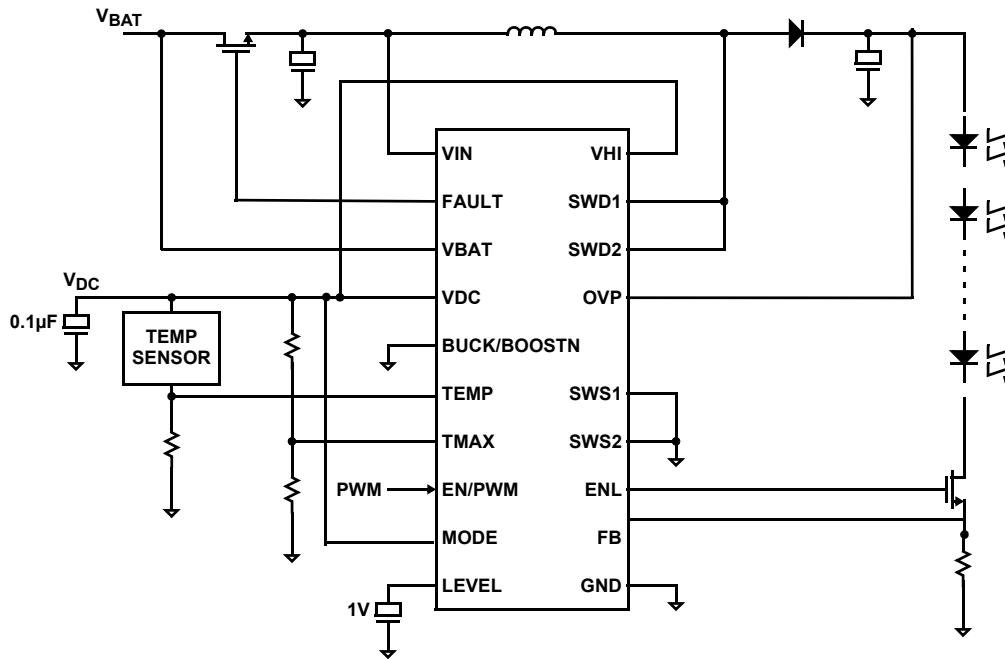 VBAT
VIN
VHI
FAULT
SWD1
VBAT
SWD2
VDC
VDC
OVP
0.1µF
TEMP
SENSOR
BUCK/BOOSTN
TEMP
SWS1
TMAX
SWS2
PWM
EN/PWM
ENL
MODE
FB
LEVEL
GND
1V